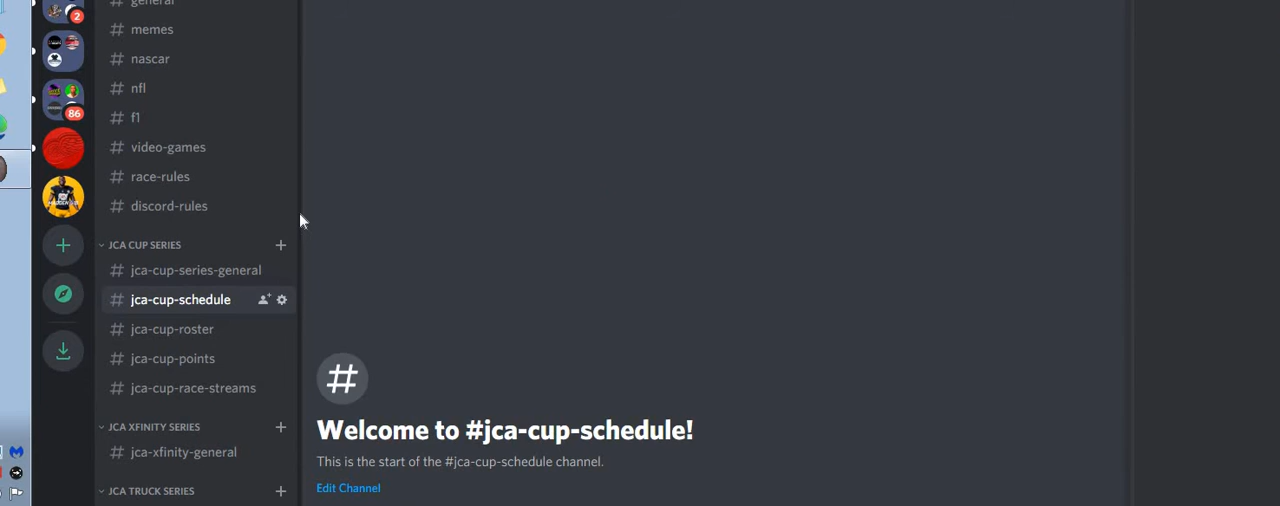 general
2
memes
nascar
nfl
86
f1
video-games
race-rules
discord-rules
JCA CUP SERIES
jca-cup-series-general
jca-cup-schedule
jca-cup-roster
jca-cup-points
jca-cup-race-streams
JCA XFINITY SERIES
jca-xfinity-general
JCA TRUCK SERIES
Welcome to #jca-cup-schedule!
This is the start of the #jca-cup-schedule channel.
Edit Channel